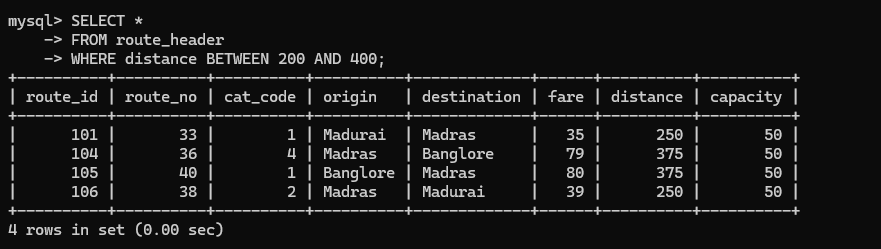 mysql> SELECT *
    -> FROM route_header
    -> WHERE distance BETWEEN 200 AND 400;
+----------+----------+----------+----------+-------------+------+----------+----------+
| route_id | route_no | cat_code | origin   | destination | fare | distance | capacity |
+----------+----------+----------+----------+-------------+------+----------+----------+
|      101 |       33 |        1 | Madurai  | Madras      |   35 |      250 |       50 |
|      104 |       36 |        4 | Madras   | Banglore    |   79 |      375 |       50 |
|      105 |       40 |        1 | Banglore | Madras      |   80 |      375 |       50 |
|      106 |       38 |        2 | Madras   | Madurai     |   39 |      250 |       50 |
+----------+----------+----------+----------+-------------+------+----------+----------+
4 rows in set (0.00 sec)